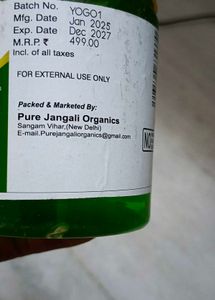 Batch No. YOGO1
Mfg. Date Jan 2025
Exp. Date Dec 2027
M.R.P. ₹ 499.00
Incl. of all taxes
FOR EXTERNAL USE ONLY
Packed & Marketed By:
Pure Jangali Organics
Sangam Vihar,(New Delhi)
E-mail.Purejangaliorganics@gmail.com